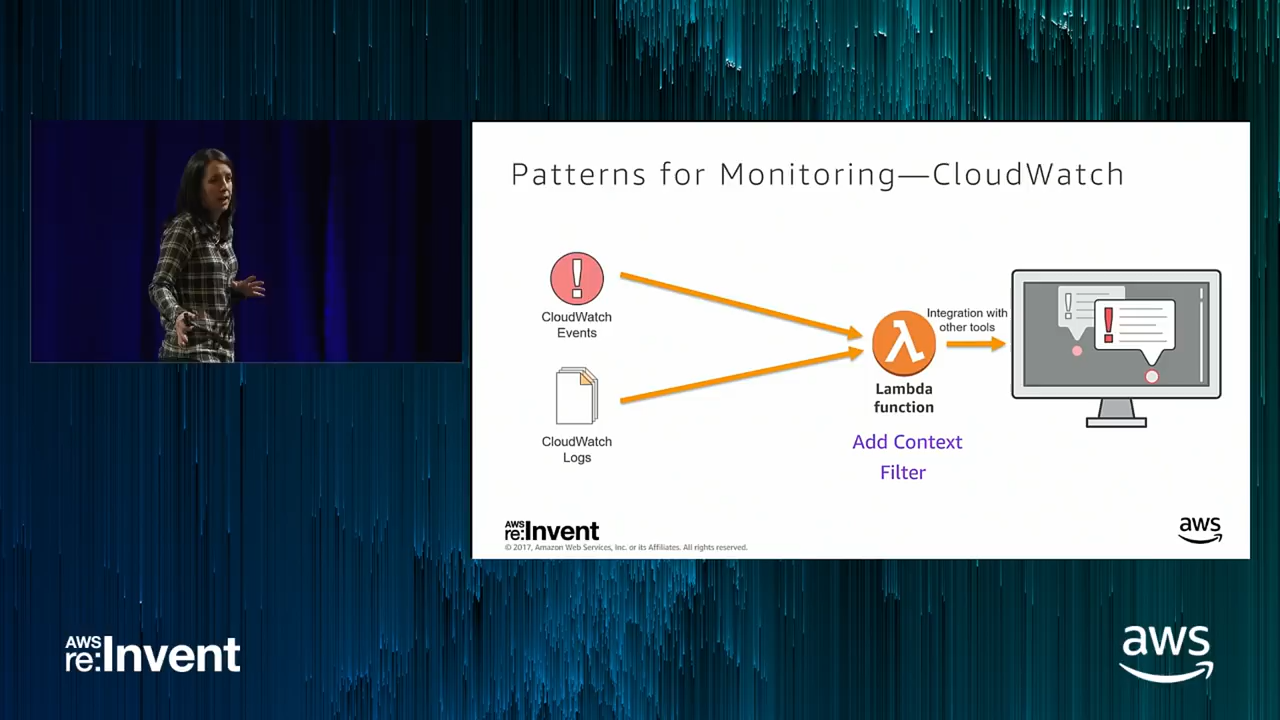 Patterns for Monitoring—CloudWatch
CloudWatch
Events
CloudWatch
Logs
Lambda
function
Add Context
Filter
Integration with
other tools
AWS
re:Invent
© 2017, Amazon Web Services, Inc. or its Affiliates. All rights reserved.
aws
AWS
re:Invent
aws